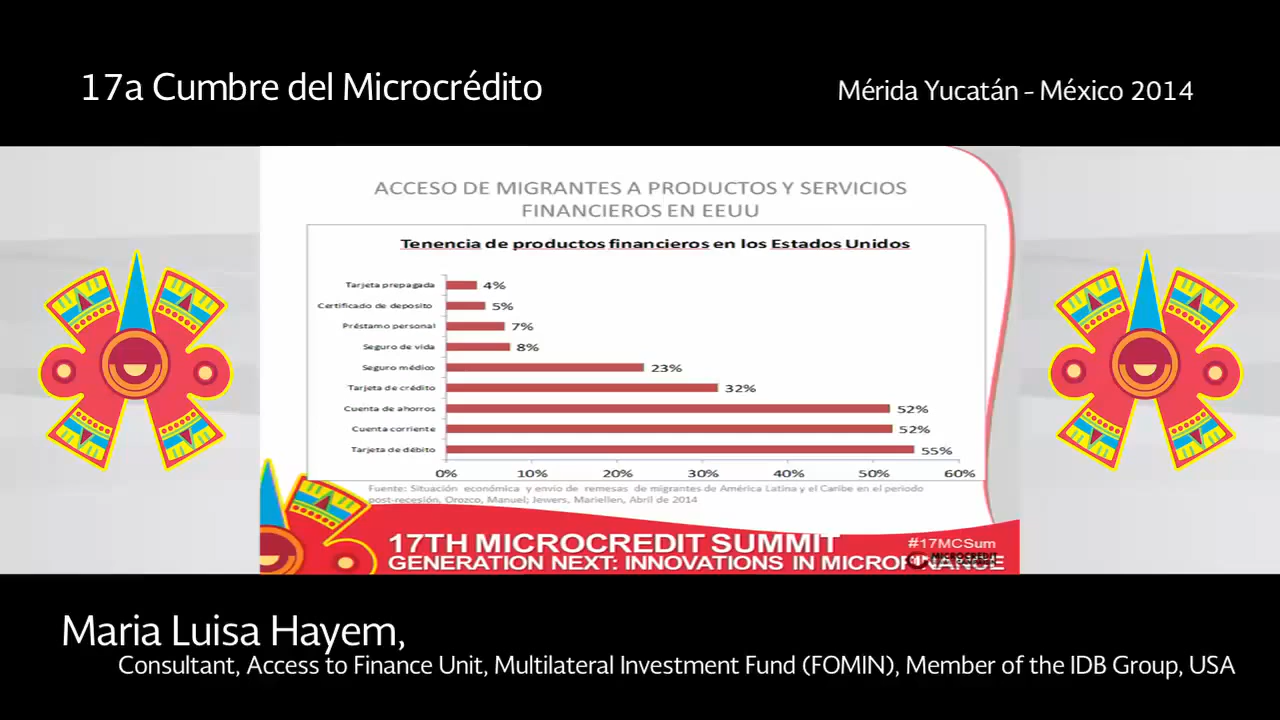 17a Cumbre del Microcrédito
Mérida Yucatán - México 2014
ACCESO DE MIGRANTES A PRODUCTOS Y SERVICIOS
FINANCIEROS EN EEUU
Tenencia de productos financieros en los Estados Unidos
Tarjeta prepagada 4%
Certificado de deposito 5%
Préstamo personal 7%
Seguro de vida 8%
Seguro médico 23%
Tarjeta de crédito 32%
Cuenta de ahorros 52%
Cuenta corriente 52%
Tarjeta de débito 55%
0% 10% 20% 30% 40% 50% 60%
Fuente: Situación económica y envío de remesas de migrantes de América Latina y el Caribe en el periodo
post-recesión, Orozco, Manuel; Jewers, Mariellen, Abril de 2014
17TH MICROCREDIT SUMMIT
#17MCSum
MICROCREDIT
GENERATION NEXT: INNOVATIONS IN MICROFINANCE
Maria Luisa Hayem,
Consultant, Access to Finance Unit, Multilateral Investment Fund (FOMIN), Member of the IDB Group, USA